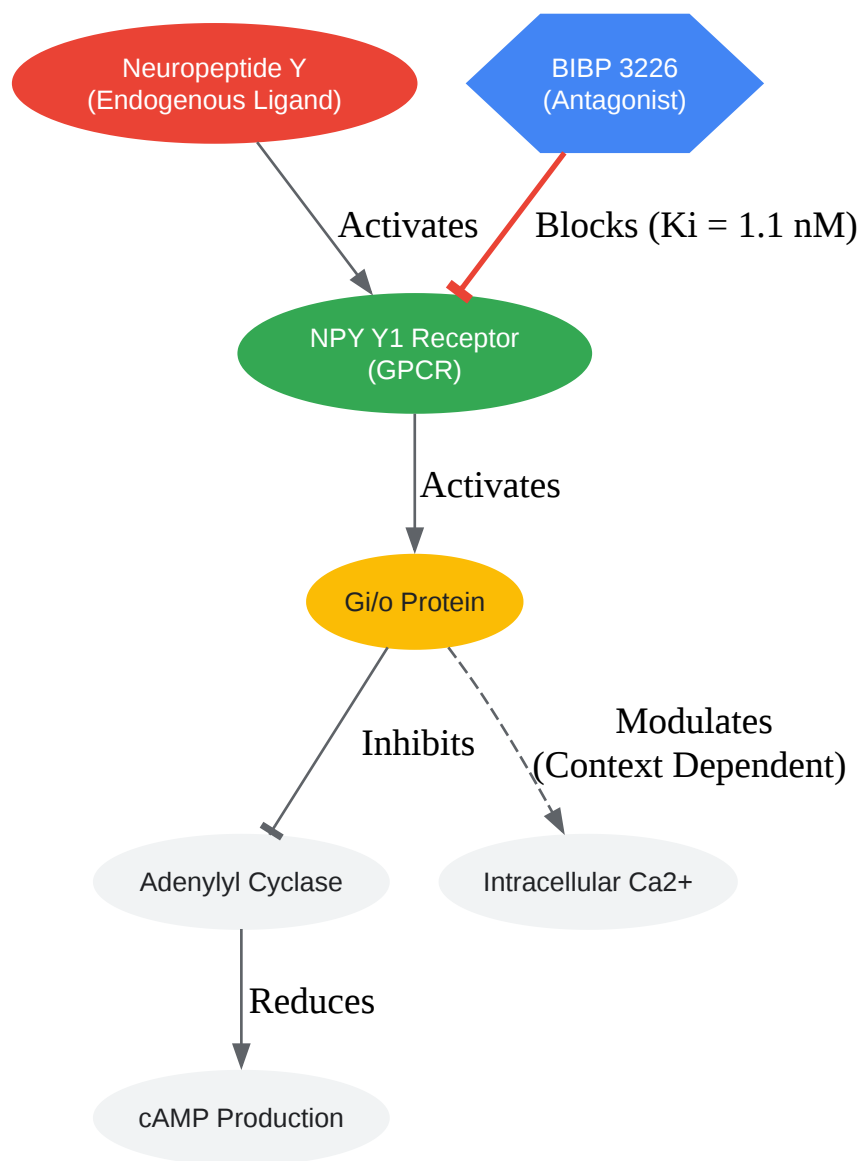 Neuropeptide Y
(Endogenous Ligand)
BIBP 3226
(Antagonist)
Activates
Blocks (Ki = 1.1 nM)
NPY Y1 Receptor
(GPCR)
Activates
Gi/o Protein
Inhibits
Modulates
(Context Dependent)
Adenylyl Cyclase
Intracellular Ca2+
Reduces
cAMP Production